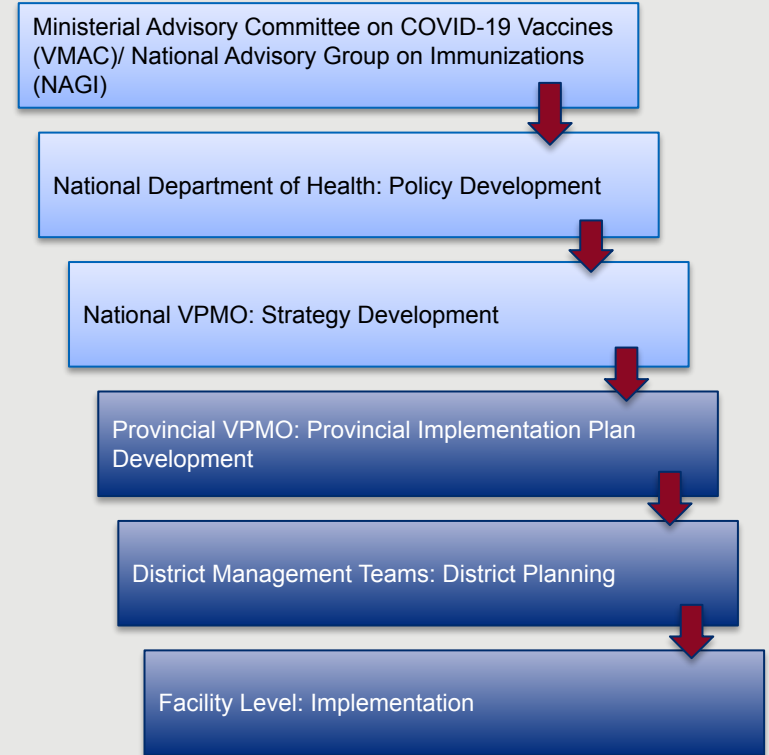 Ministerial Advisory Committee on COVID-19 Vaccines
(VMAC)/ National Advisory Group on Immunizations
(NAGI)
National Department of Health: Policy Development
National VPMO: Strategy Development
Provincial VPMO: Provincial Implementation Plan
Development
District Management Teams: District Planning
Facility Level: Implementation